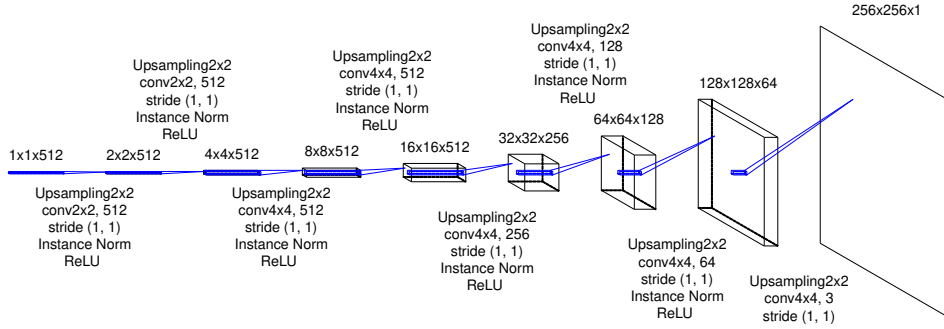 256x256x1
Upsampling2x2
conv4x4, 128
stride (1, 1)
Instance Norm
ReLU
Upsampling2x2
conv4x4, 512
stride (1, 1)
Instance Norm
ReLU
Upsampling2x2
conv2x2, 512
stride (1, 1)
Instance Norm
ReLU
128x128x64
64x64x128
32x32x256
16x16x512
8x8x512
4x4x512
2x2x512
1x1x512
Upsampling2x2
conv2x2, 512
stride (1, 1)
Instance Norm
ReLU
Upsampling2x2
conv4x4, 512
stride (1, 1)
Instance Norm
ReLU
Upsampling2x2
conv4x4, 256
stride (1, 1)
Instance Norm
ReLU
Upsampling2x2
conv4x4, 64
stride (1, 1)
Instance Norm
ReLU
Upsampling2x2
conv4x4, 3
stride (1, 1)